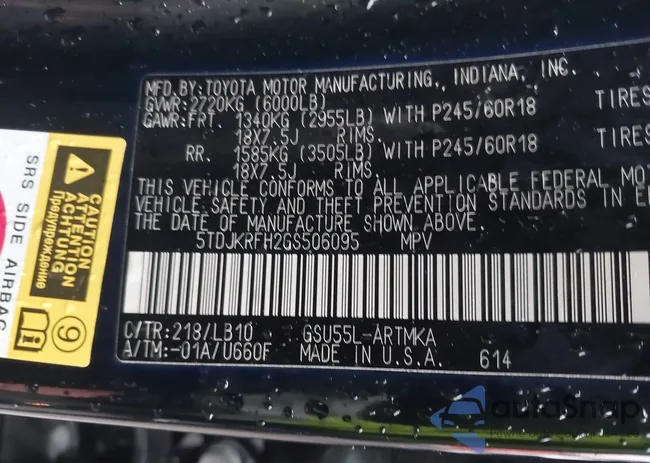 MFD.BY:TOYOTA MOTOR MANUFACTURING, INDIANA, INC.
GVWR:2720KG (6000LB)
GAWR:FRT. 1340KG (2955LB) WITH P245/60R18 TIRES
18X7.5J RIMS.
RR. 1585KG (3505LB) WITH P245/60R18 TIRES
18X7.5J RIMS.
THIS VEHICLE CONFORMS TO ALL APPLICABLE FEDERAL MO
VEHICLE SAFETY AND THEFT PREVENTION STANDARDS IN E
THE DATE OF MANUFACTURE SHOWN ABOVE.
5TDJKRFH2GS506095 MPV
C/TR:218/LB10 GSU55L-ARTMKA
A/TM:-01A/U660F MADE IN U.S.A. 614
SRS SIDE AIRBAG
CAUTION
ATTENTION
ACHTUNG
Предупреждение
i
9
autoSnap